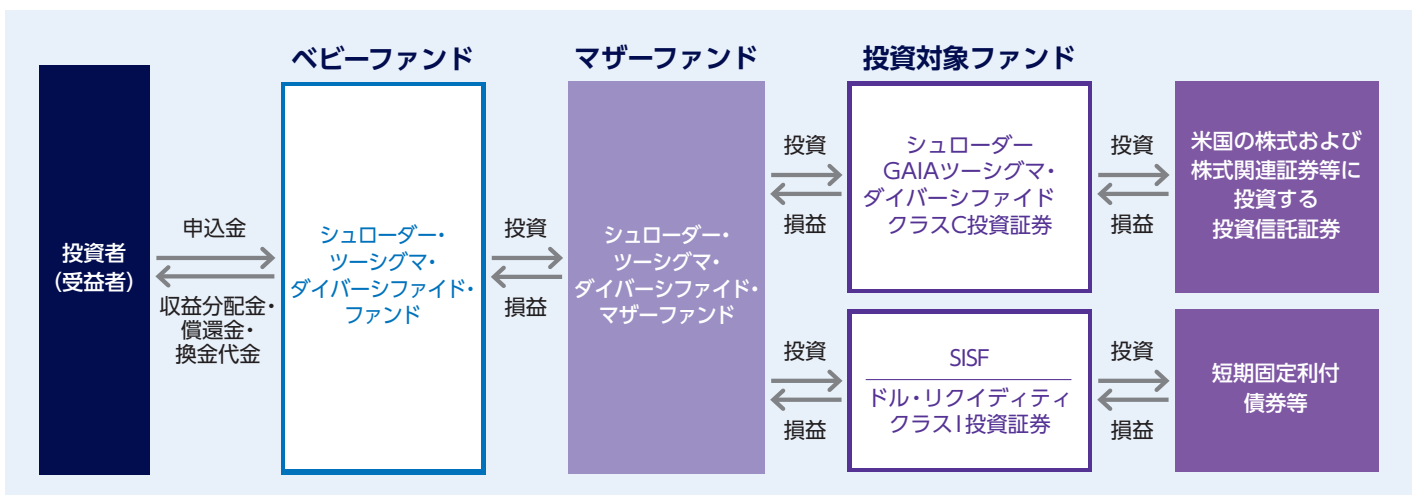 ベビーファンド
マザーファンド
投資対象ファンド
投資者
(受益者)
申込金
収益分配金・
償還金・
換金代金
シュローダー・
ツーシグマ・
ダイバーシファイド・
ファンド
投資
損益
シュローダー・
ツーシグマ・
ダイバーシファイド・
マザーファンド
投資
損益
シュローダー
GAIAツーシグマ・
ダイバーシファイド
クラスC投資証券
投資
損益
米国の株式および
株式関連証券等に
投資する
投資信託証券
投資
損益
SISF
ドル・リクイディティ
クラスI投資証券
投資
損益
短期固定利付
債券等